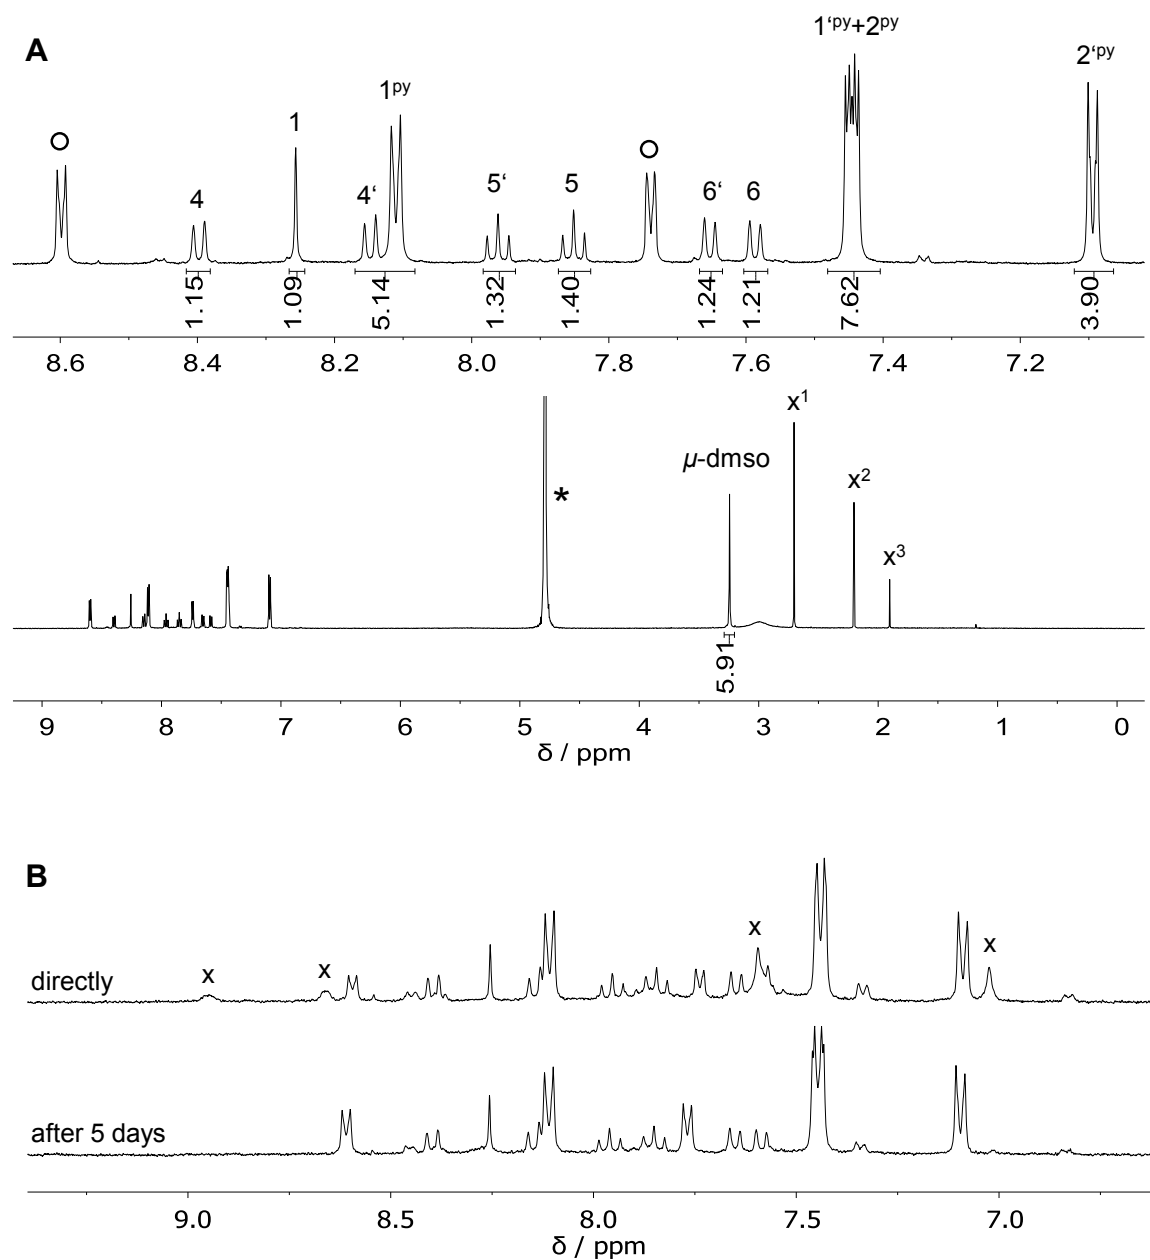 A
1‘ᵖʸ+2ᵖʸ
2‘ᵖʸ
1ᵖʸ
1
4
4‘
5‘
5
6‘
6
1.15
1.09
5.14
1.32
1.40
1.24
1.21
7.62
3.90
8.6 8.4 8.2 8.0 7.8 7.6 7.4 7.2
x¹
µ-dmso
x²
*
x³
5.91
9 8 7 6 5 4 3 2 1 0
δ / ppm
B
x x x x
directly
after 5 days
9.0 8.5 8.0 7.5 7.0
δ / ppm